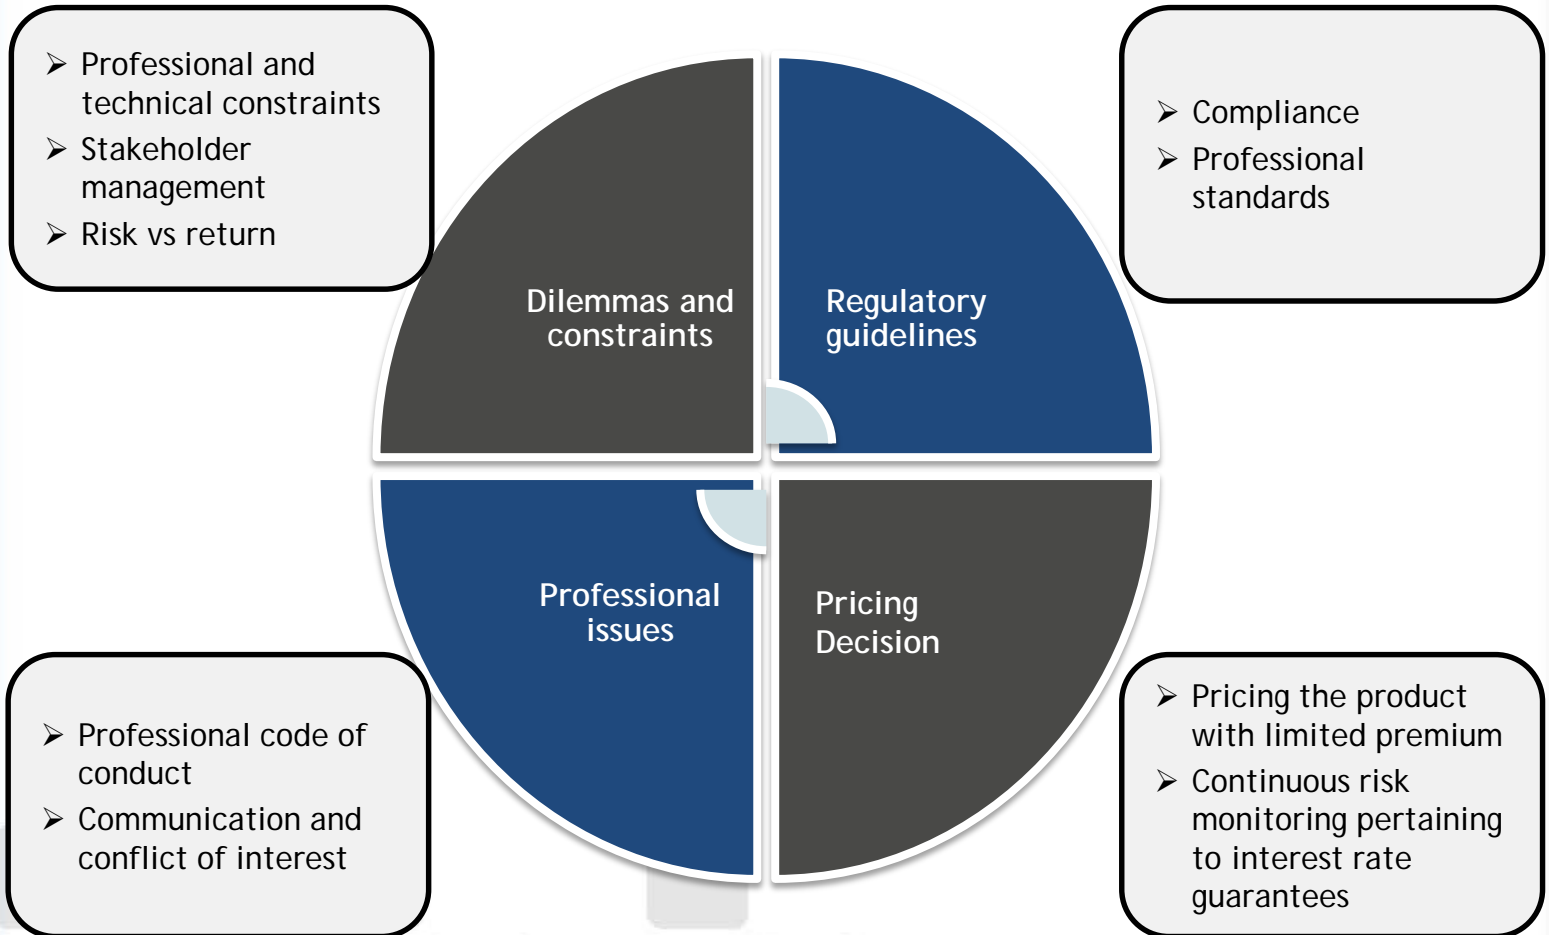 ➢ Professional and
technical constraints
➢ Stakeholder
management
➢ Risk vs return
➢ Compliance
➢ Professional
standards
Dilemmas and
constraints
Regulatory
guidelines
Professional
issues
Pricing
Decision
➢ Professional code of
conduct
➢ Communication and
conflict of interest
➢ Pricing the product
with limited premium
➢ Continuous risk
monitoring pertaining
to interest rate
guarantees